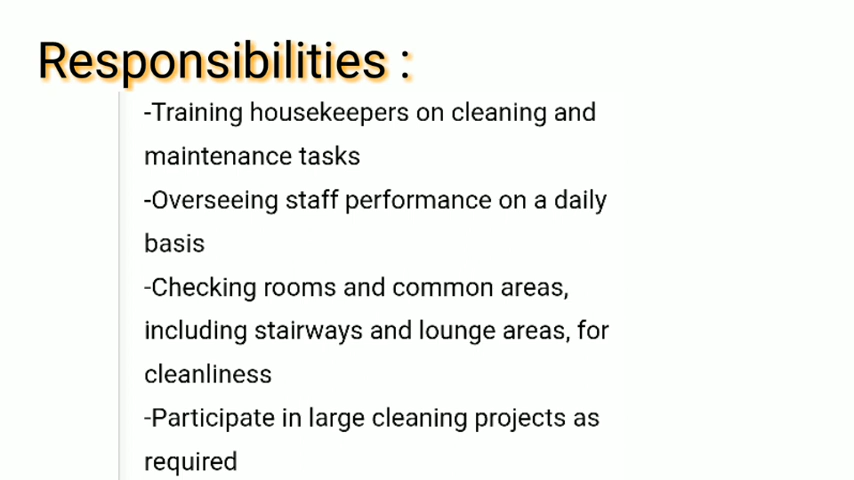 Responsibilities :
-Training housekeepers on cleaning and
maintenance tasks
-Overseeing staff performance on a daily
basis
-Checking rooms and common areas,
including stairways and lounge areas, for
cleanliness
-Participate in large cleaning projects as
required